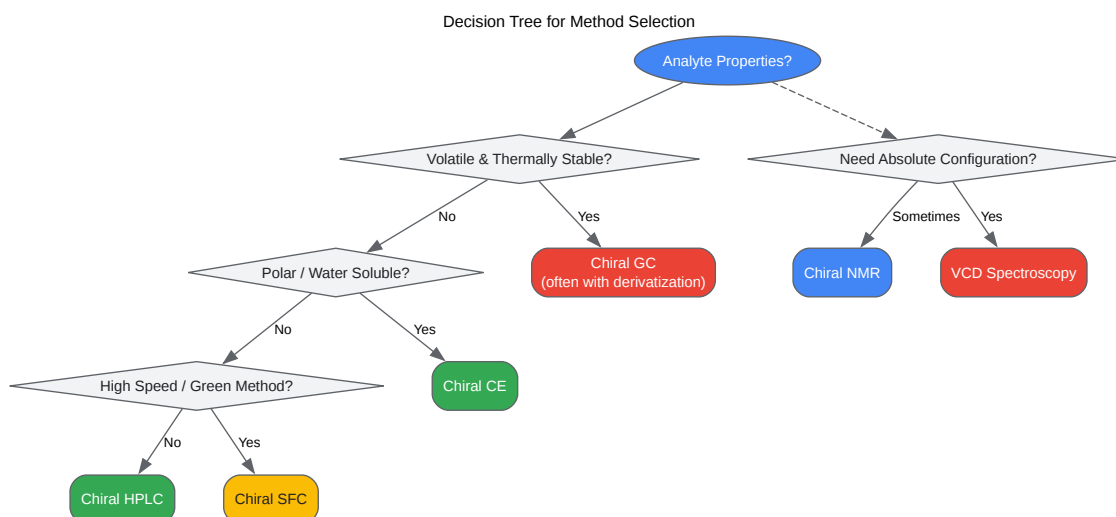 Decision Tree for Method Selection
Analyte Properties?
Volatile & Thermally Stable?
Need Absolute Configuration?
No
Yes
Sometimes
Yes
Polar / Water Soluble?
Chiral GC
(often with derivatization)
Chiral NMR
VCD Spectroscopy
No
Yes
High Speed / Green Method?
Chiral CE
No
Yes
Chiral HPLC
Chiral SFC